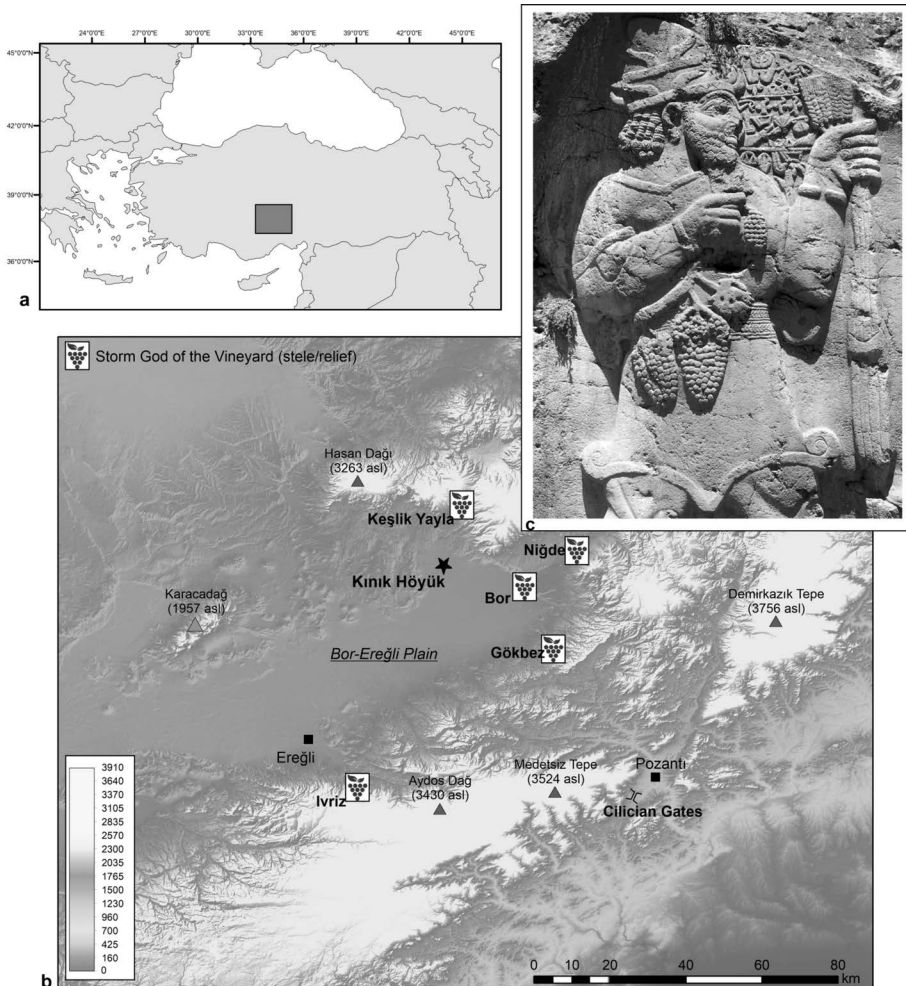 24°0'0"E 27°0'0"E 30°0'0"E 33°0'0"E 36°0'0"E 39°0'0"E 42°0'0"E 45°0'0"E
45°0'0"N
42°0'0"N
39°0'0"N
36°0'0"N
a
c
Storm God of the Vineyard (stele/relief)
Hasan Dağı
(3263 asl)
Keşlik Yayla
Niğde
Kınık Höyük
Bor
Karacadağ
(1957 asl)
Demirkazık Tepe
(3756 asl)
Gökbez
Bor-Ereğli Plain
Ereğli
Ivriz
Aydos Dağ
(3430 asl)
Medetsiz Tepe
(3524 asl)
Pozantı
Cilician Gates
3910
3640
3370
3105
2835
2570
2300
2035
1765
1500
1230
960
700
425
160
0
b
0 5 10 20 40 60 80
km